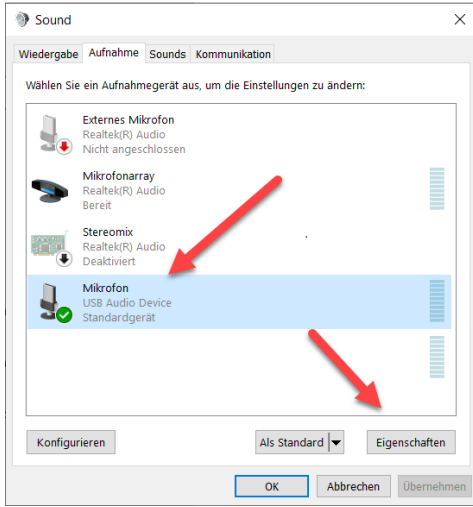 Sound
Wiedergabe Aufnahme Sounds Kommunikation
Wählen Sie ein Aufnahmegerät aus, um die Einstellungen zu ändern:
Externes Mikrofon
Realtek(R) Audio
Nicht angeschlossen
Mikrofonarray
Realtek(R) Audio
Bereit
Stereomix
Realtek(R) Audio
Deaktiviert
Mikrofon
USB Audio Device
Standardgerät
Konfigurieren Als Standard Eigenschaften
OK Abbrechen Übernehmen